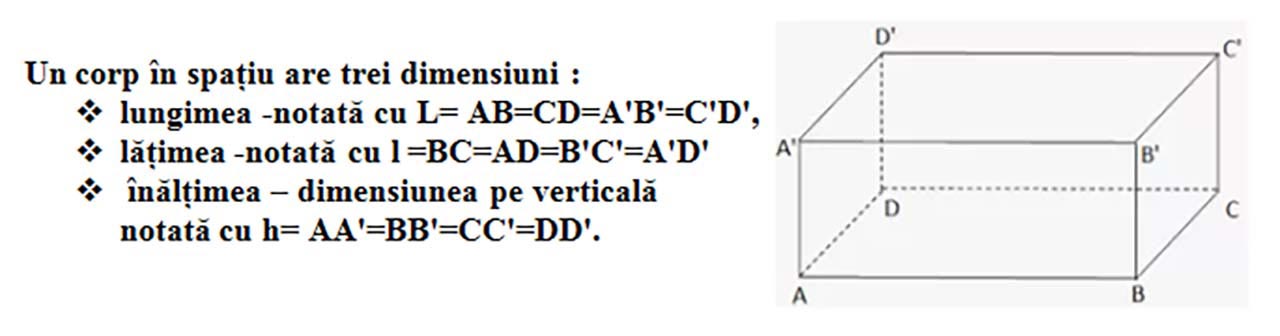 Un corp în spațiu are trei dimensiuni :
❖ lungimea -notată cu L= AB=CD=A'B'=C'D',
❖ lățimea -notată cu l =BC=AD=B'C'=A'D'
❖ înălțimea – dimensiunea pe verticală
notată cu h= AA'=BB'=CC'=DD'.
D'
C'
A'
B'
D
C
A
B